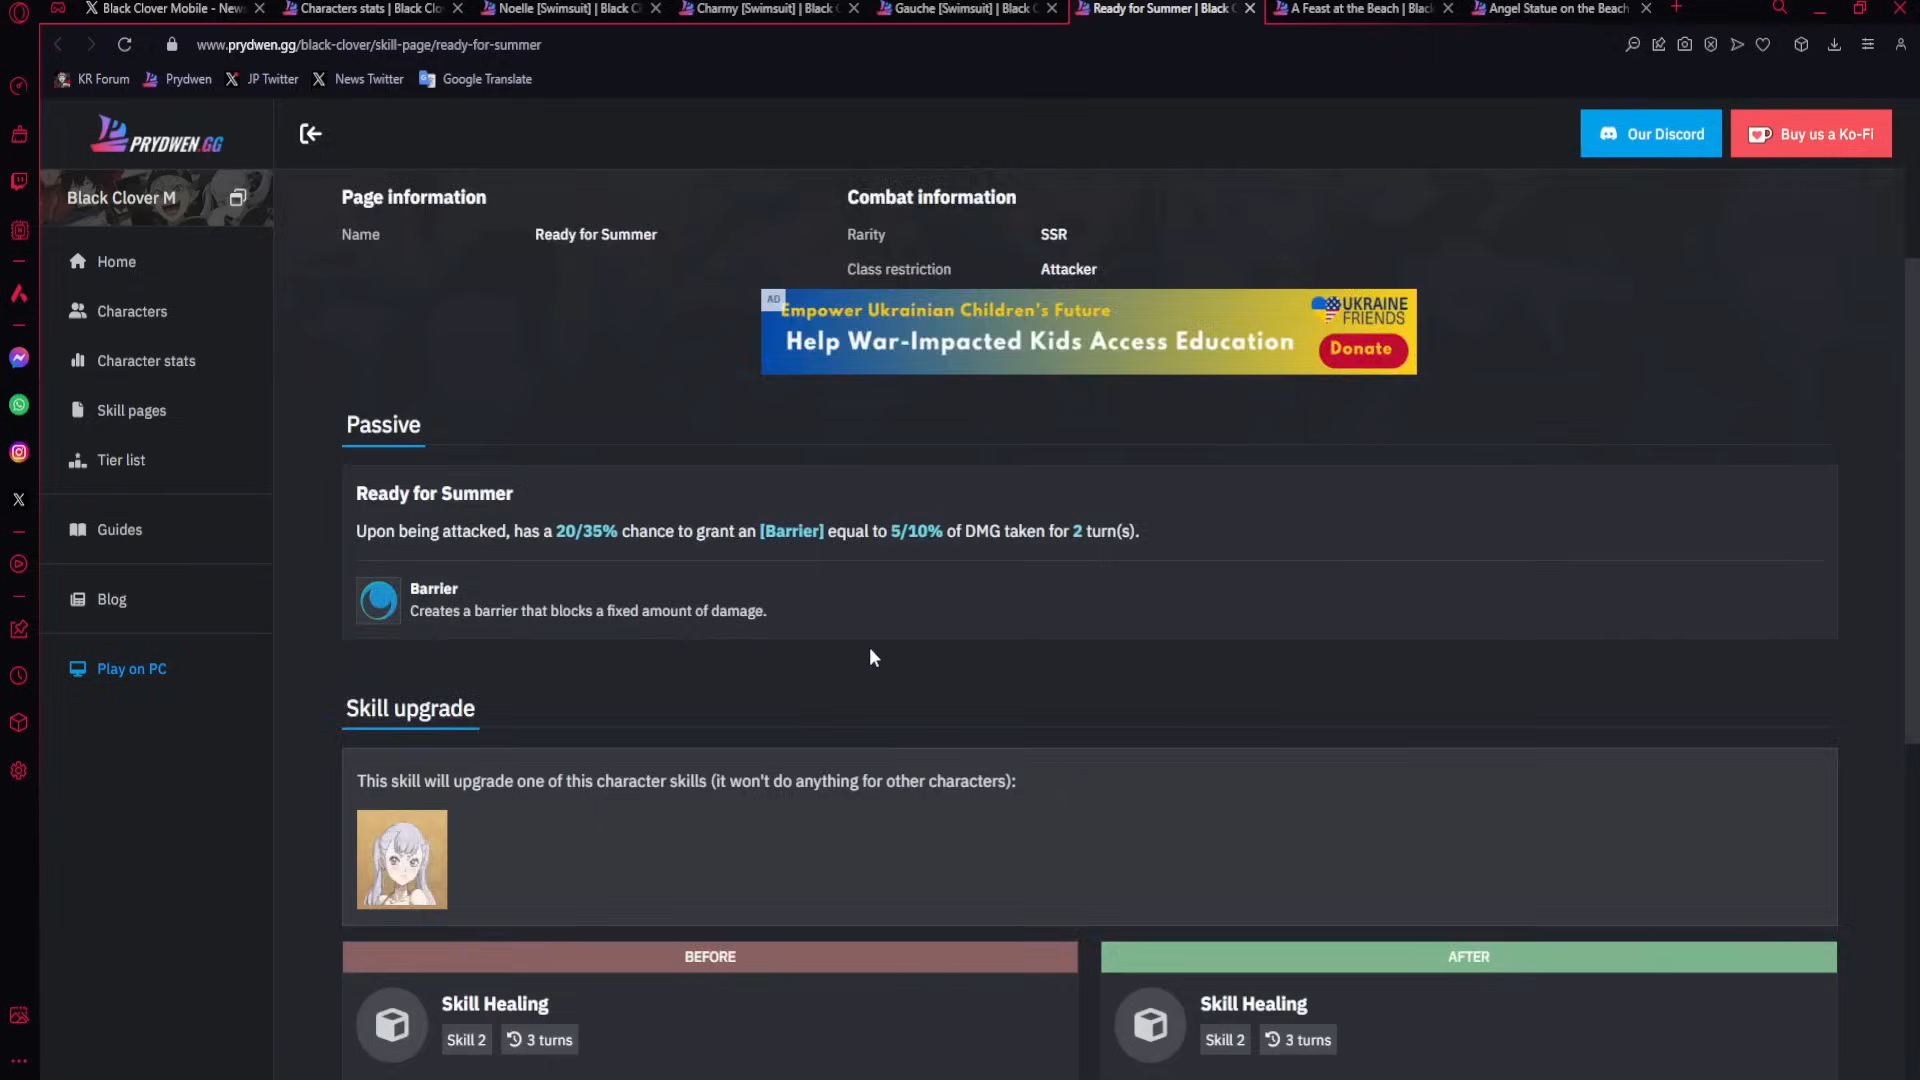 Black Clover Mobile - New
Characters stats | Black Clo
Noelle [Swimsuit] | Black C
Charmy [Swimsuit] | Black
Gauche [Swimsuit] | Black
Ready for Summer | Black
A Feast at the Beach | Blac
Angel Statue on the Beach
www.prydwen.gg/black-clover/skill-page/ready-for-summer
KR Forum
Prydwen
JP Twitter
News Twitter
Google Translate
PRYDWEN.GG
Our Discord
Buy us a Ko-Fi
Black Clover M
Home
Characters
Character stats
Skill pages
Tier list
Guides
Blog
Play on PC
Page information
Name Ready for Summer
Combat information
Rarity SSR
Class restriction Attacker
AD
Empower Ukrainian Children's Future
Help War-Impacted Kids Access Education
UKRAINE
FRIENDS
Donate
Passive
Ready for Summer
Upon being attacked, has a 20/35% chance to grant an [Barrier] equal to 5/10% of DMG taken for 2 turn(s).
Barrier
Creates a barrier that blocks a fixed amount of damage.
Skill upgrade
This skill will upgrade one of this character skills (it won't do anything for other characters):
BEFORE
Skill Healing
Skill 2 3 turns
AFTER
Skill Healing
Skill 2 3 turns